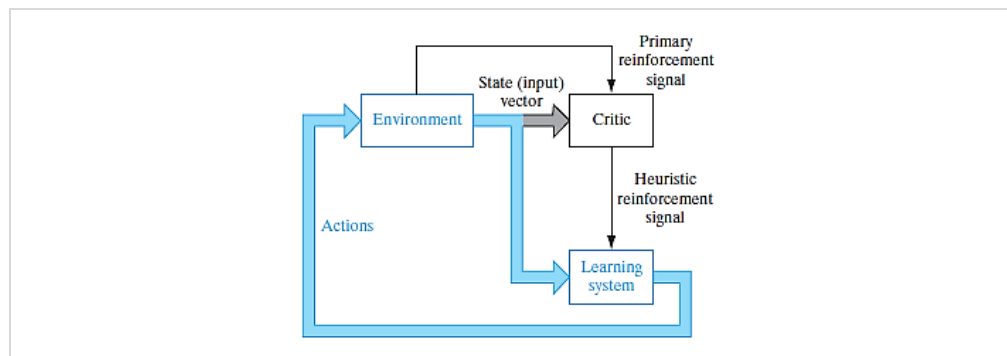 Primary
reinforcement
signal
State (input)
vector
Environment
Critic
Heuristic
reinforcement
signal
Actions
Learning
system